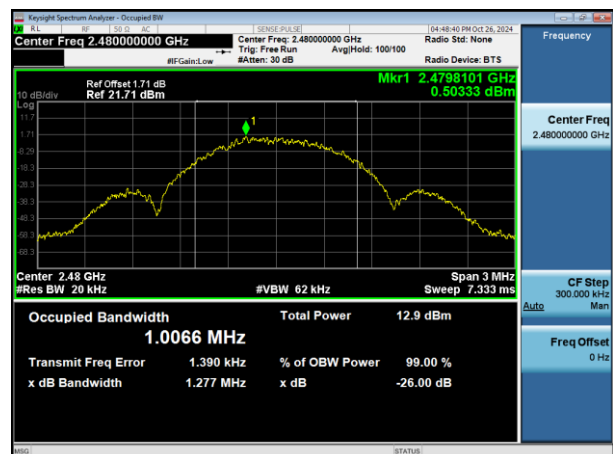 Keysight Spectrum Analyzer - Occupied BW
RL RF 50 Ω AC SENSE:PULSE 04:48:40 PM Oct 26, 2024
Center Freq 2.480000000 GHz Center Freq: 2.480000000 GHz Radio Std: None
Trig: Free Run Avg|Hold: 100/100
#IFGain:Low #Atten: 30 dB Radio Device: BTS
Frequency
Mkr1 2.4798101 GHz
0.50333 dBm
Ref Offset 1.71 dB
10 dB/div Ref 21.71 dBm
Log
11.7
1.71
-8.29
-18.3
-28.3
-38.3
-48.3
-58.3
-68.3
1
Center 2.48 GHz Span 3 MHz
#Res BW 20 kHz #VBW 62 kHz Sweep 7.333 ms
Occupied Bandwidth Total Power 12.9 dBm
1.0066 MHz
Transmit Freq Error 1.390 kHz % of OBW Power 99.00 %
x dB Bandwidth 1.277 MHz x dB -26.00 dB
Center Freq
2.480000000 GHz
CF Step
300.000 kHz
Auto Man
Freq Offset
0 Hz
MSG STATUS